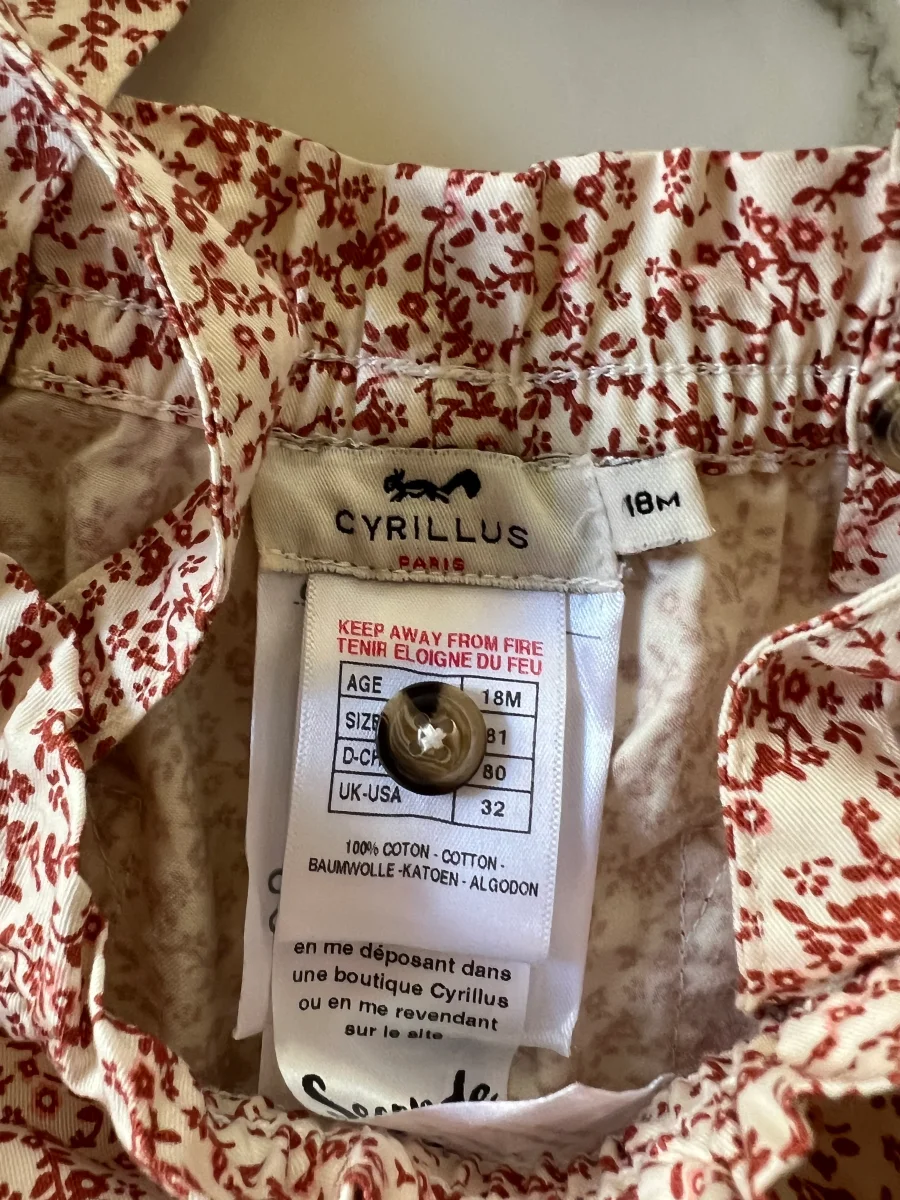 CYRILLUS
PARIS
18M
KEEP AWAY FROM FIRE
TENIR ELOIGNE DU FEU
AGE 18M
SIZE 81
80
UK-USA 32
100% COTON - COTTON -
BAUMWOLLE -KATOEN - ALGODON
en me déposant dans
une boutique Cyrillus
ou en me revendant
sur le site